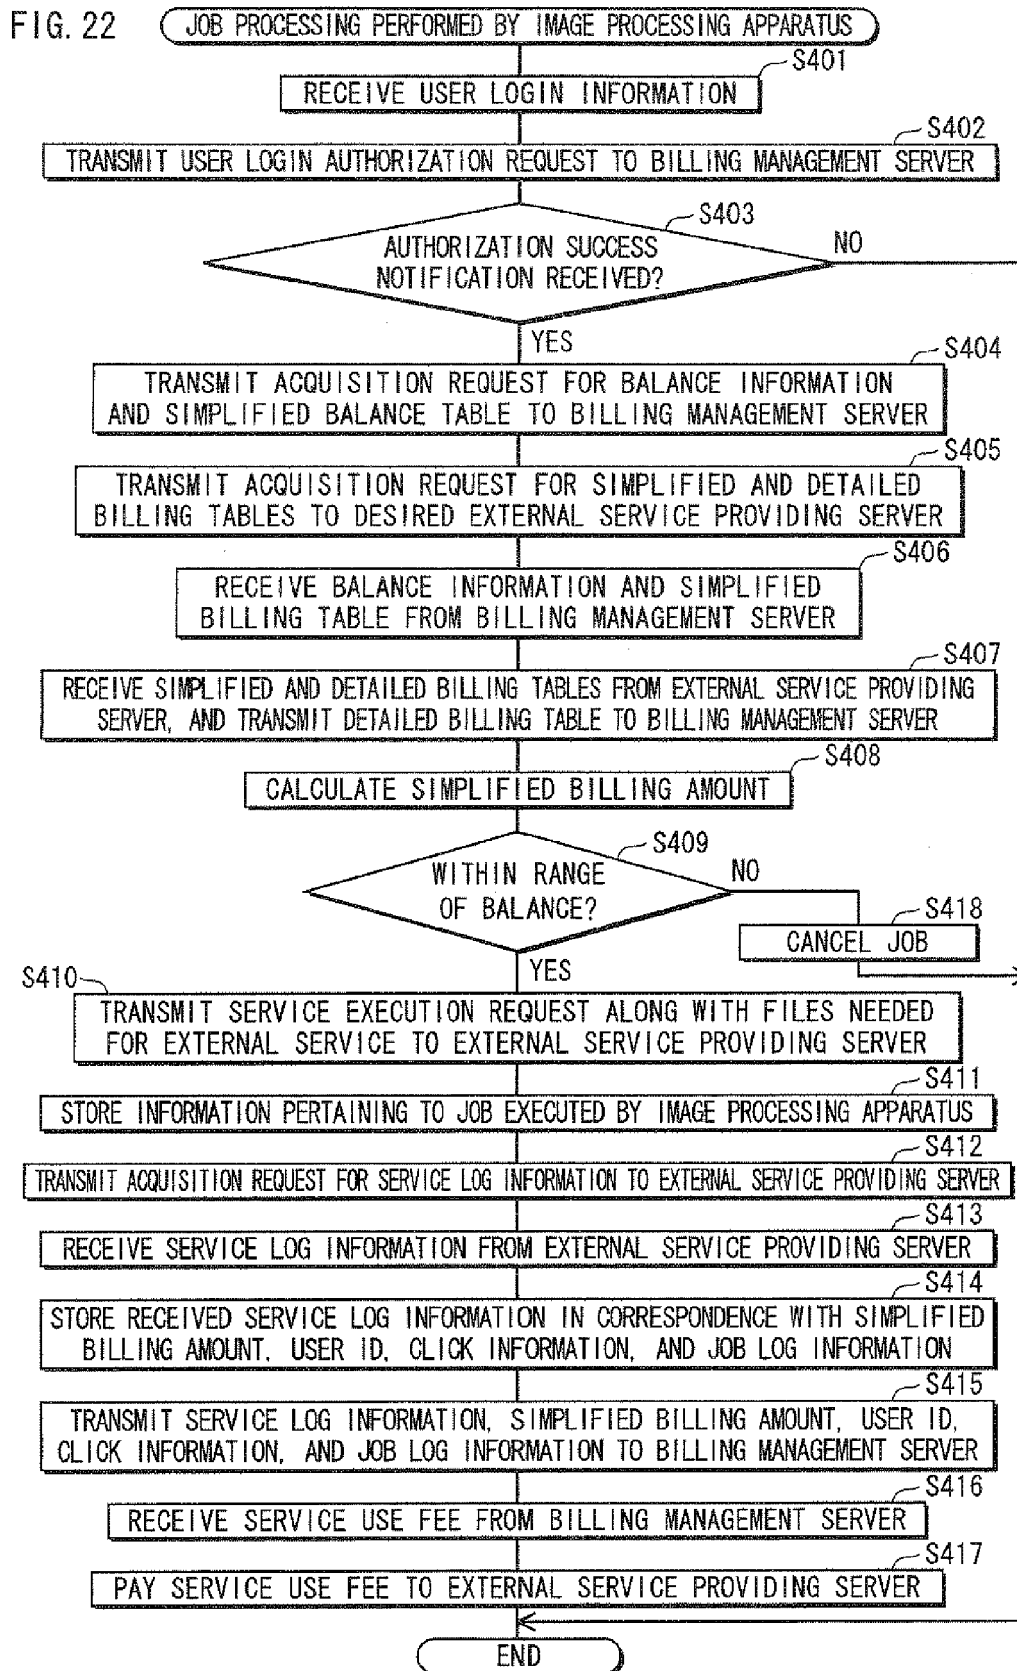 FIG. 22
JOB PROCESSING PERFORMED BY IMAGE PROCESSING APPARATUS
S401
RECEIVE USER LOGIN INFORMATION
S402
TRANSMIT USER LOGIN AUTHORIZATION REQUEST TO BILLING MANAGEMENT SERVER
S403
AUTHORIZATION SUCCESS
NOTIFICATION RECEIVED?
NO
YES
S404
TRANSMIT ACQUISITION REQUEST FOR BALANCE INFORMATION
AND SIMPLIFIED BALANCE TABLE TO BILLING MANAGEMENT SERVER
S405
TRANSMIT ACQUISITION REQUEST FOR SIMPLIFIED AND DETAILED
BILLING TABLES TO DESIRED EXTERNAL SERVICE PROVIDING SERVER
S406
RECEIVE BALANCE INFORMATION AND SIMPLIFIED
BILLING TABLE FROM BILLING MANAGEMENT SERVER
S407
RECEIVE SIMPLIFIED AND DETAILED BILLING TABLES FROM EXTERNAL SERVICE PROVIDING
SERVER, AND TRANSMIT DETAILED BILLING TABLE TO BILLING MANAGEMENT SERVER
S408
CALCULATE SIMPLIFIED BILLING AMOUNT
S409
WITHIN RANGE
OF BALANCE?
NO
S418
CANCEL JOB
YES
S410
TRANSMIT SERVICE EXECUTION REQUEST ALONG WITH FILES NEEDED
FOR EXTERNAL SERVICE TO EXTERNAL SERVICE PROVIDING SERVER
S411
STORE INFORMATION PERTAINING TO JOB EXECUTED BY IMAGE PROCESSING APPARATUS
S412
TRANSMIT ACQUISITION REQUEST FOR SERVICE LOG INFORMATION TO EXTERNAL SERVICE PROVIDING SERVER
S413
RECEIVE SERVICE LOG INFORMATION FROM EXTERNAL SERVICE PROVIDING SERVER
S414
STORE RECEIVED SERVICE LOG INFORMATION IN CORRESPONDENCE WITH SIMPLIFIED
BILLING AMOUNT, USER ID, CLICK INFORMATION, AND JOB LOG INFORMATION
S415
TRANSMIT SERVICE LOG INFORMATION, SIMPLIFIED BILLING AMOUNT, USER ID,
CLICK INFORMATION, AND JOB LOG INFORMATION TO BILLING MANAGEMENT SERVER
S416
RECEIVE SERVICE USE FEE FROM BILLING MANAGEMENT SERVER
S417
PAY SERVICE USE FEE TO EXTERNAL SERVICE PROVIDING SERVER
END